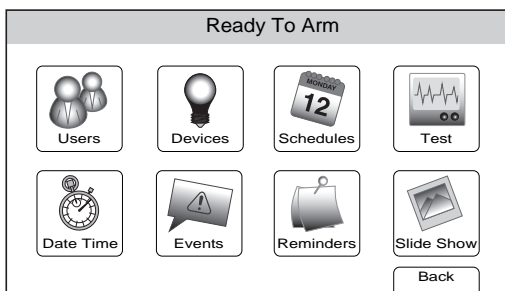 Ready To Arm
MONDAY
12
Users
Devices
Schedules
Test
Date Time
Events
Reminders
Slide Show
Back